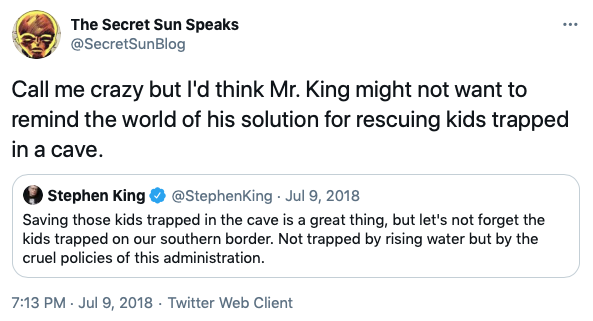 The Secret Sun Speaks
@SecretSunBlog
Call me crazy but I'd think Mr. King might not want to
remind the world of his solution for rescuing kids trapped
in a cave.
Stephen King @StephenKing · Jul 9, 2018
Saving those kids trapped in the cave is a great thing, but let's not forget the
kids trapped on our southern border. Not trapped by rising water but by the
cruel policies of this administration.
7:13 PM · Jul 9, 2018 · Twitter Web Client